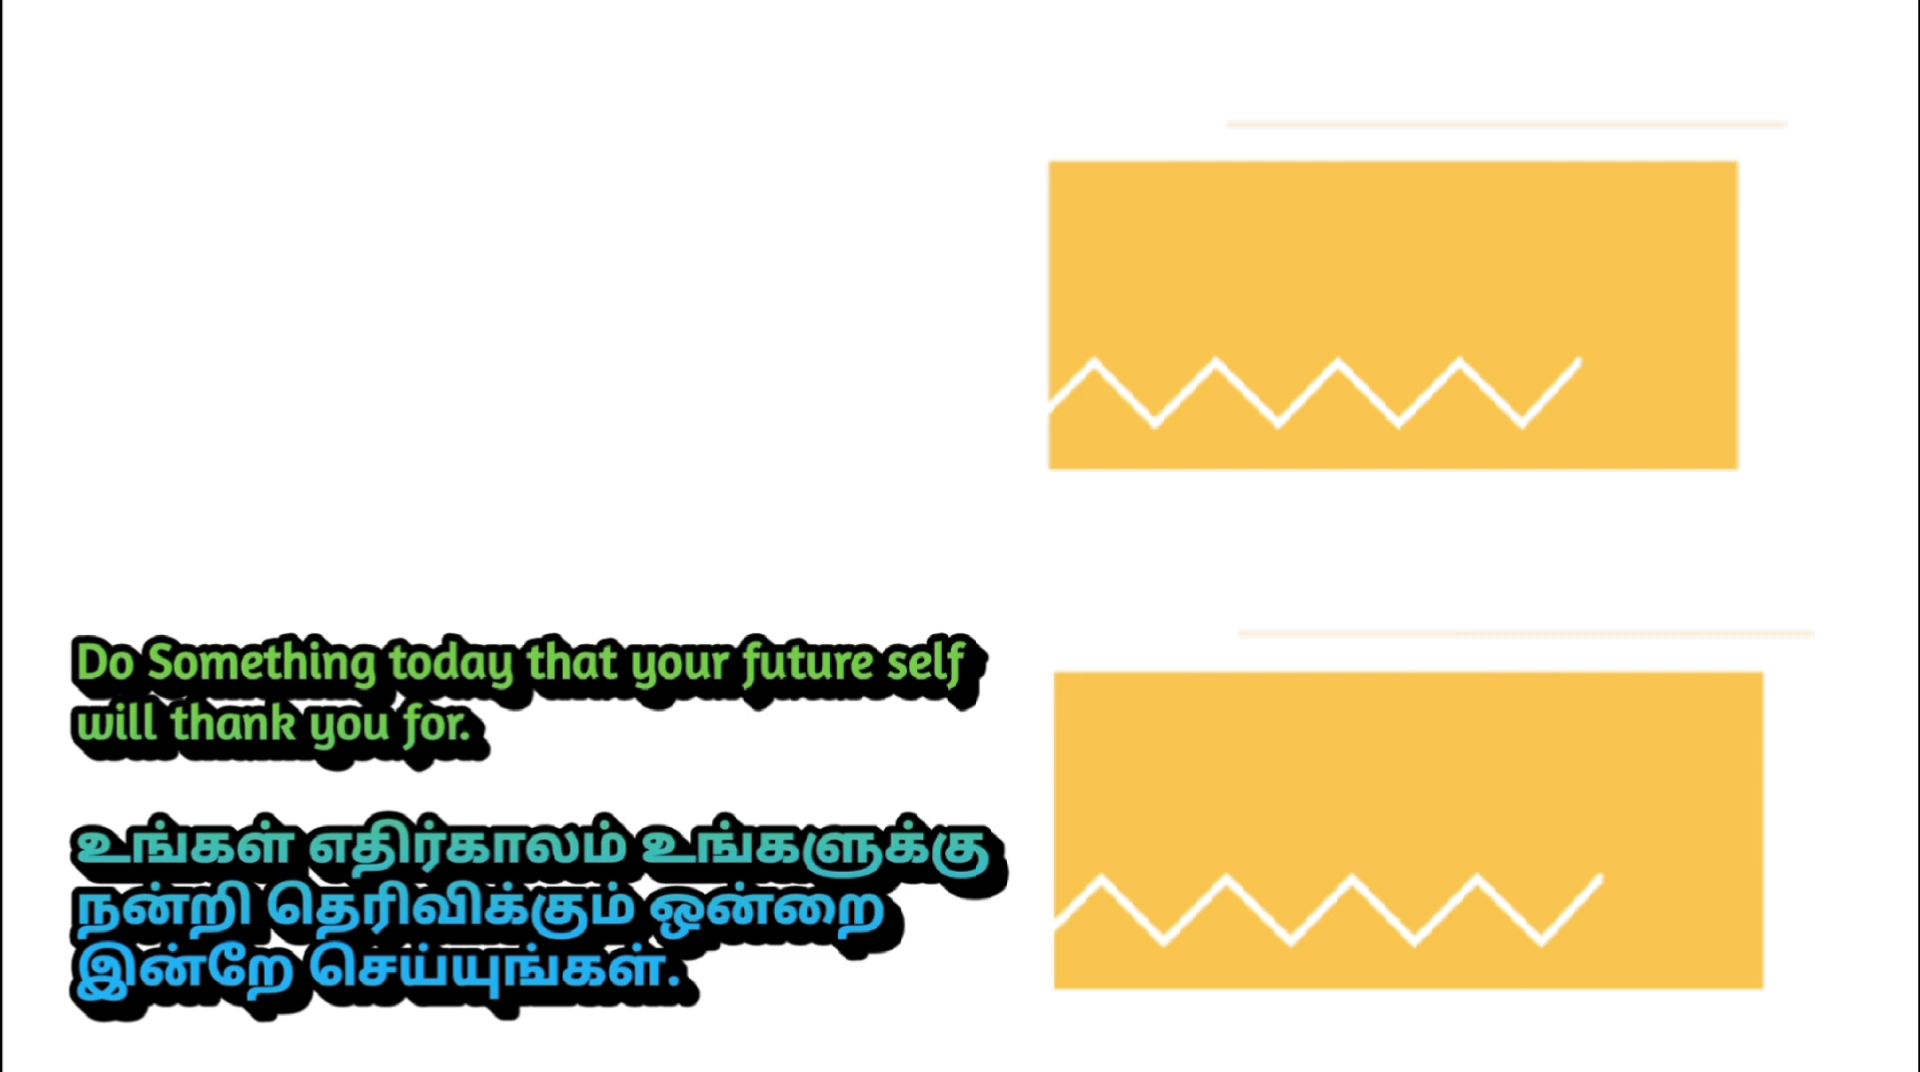 Do Something today that your future self
will thank you for.
உங்கள் எதிர்காலம் உங்களுக்கு
நன்றி தெரிவிக்கும் ஒன்றை
இன்றே செய்யுங்கள்.